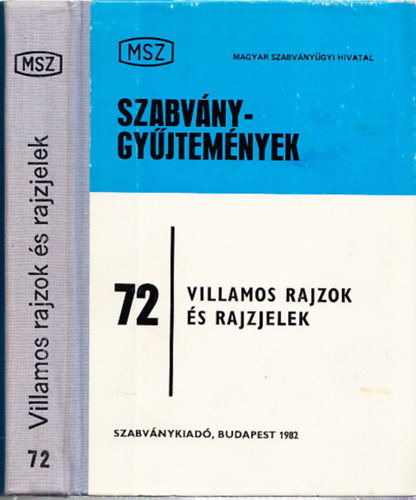 MSZ
Villamos rajzok és rajzjelek
72
MSZ
MAGYAR SZABVÁNYÜGYI HIVATAL
SZABVÁNY-
GYŰJTEMÉNYEK
72
VILLAMOS RAJZOK
ÉS RAJZJELEK
SZABVÁNYKIADÓ, BUDAPEST 1982